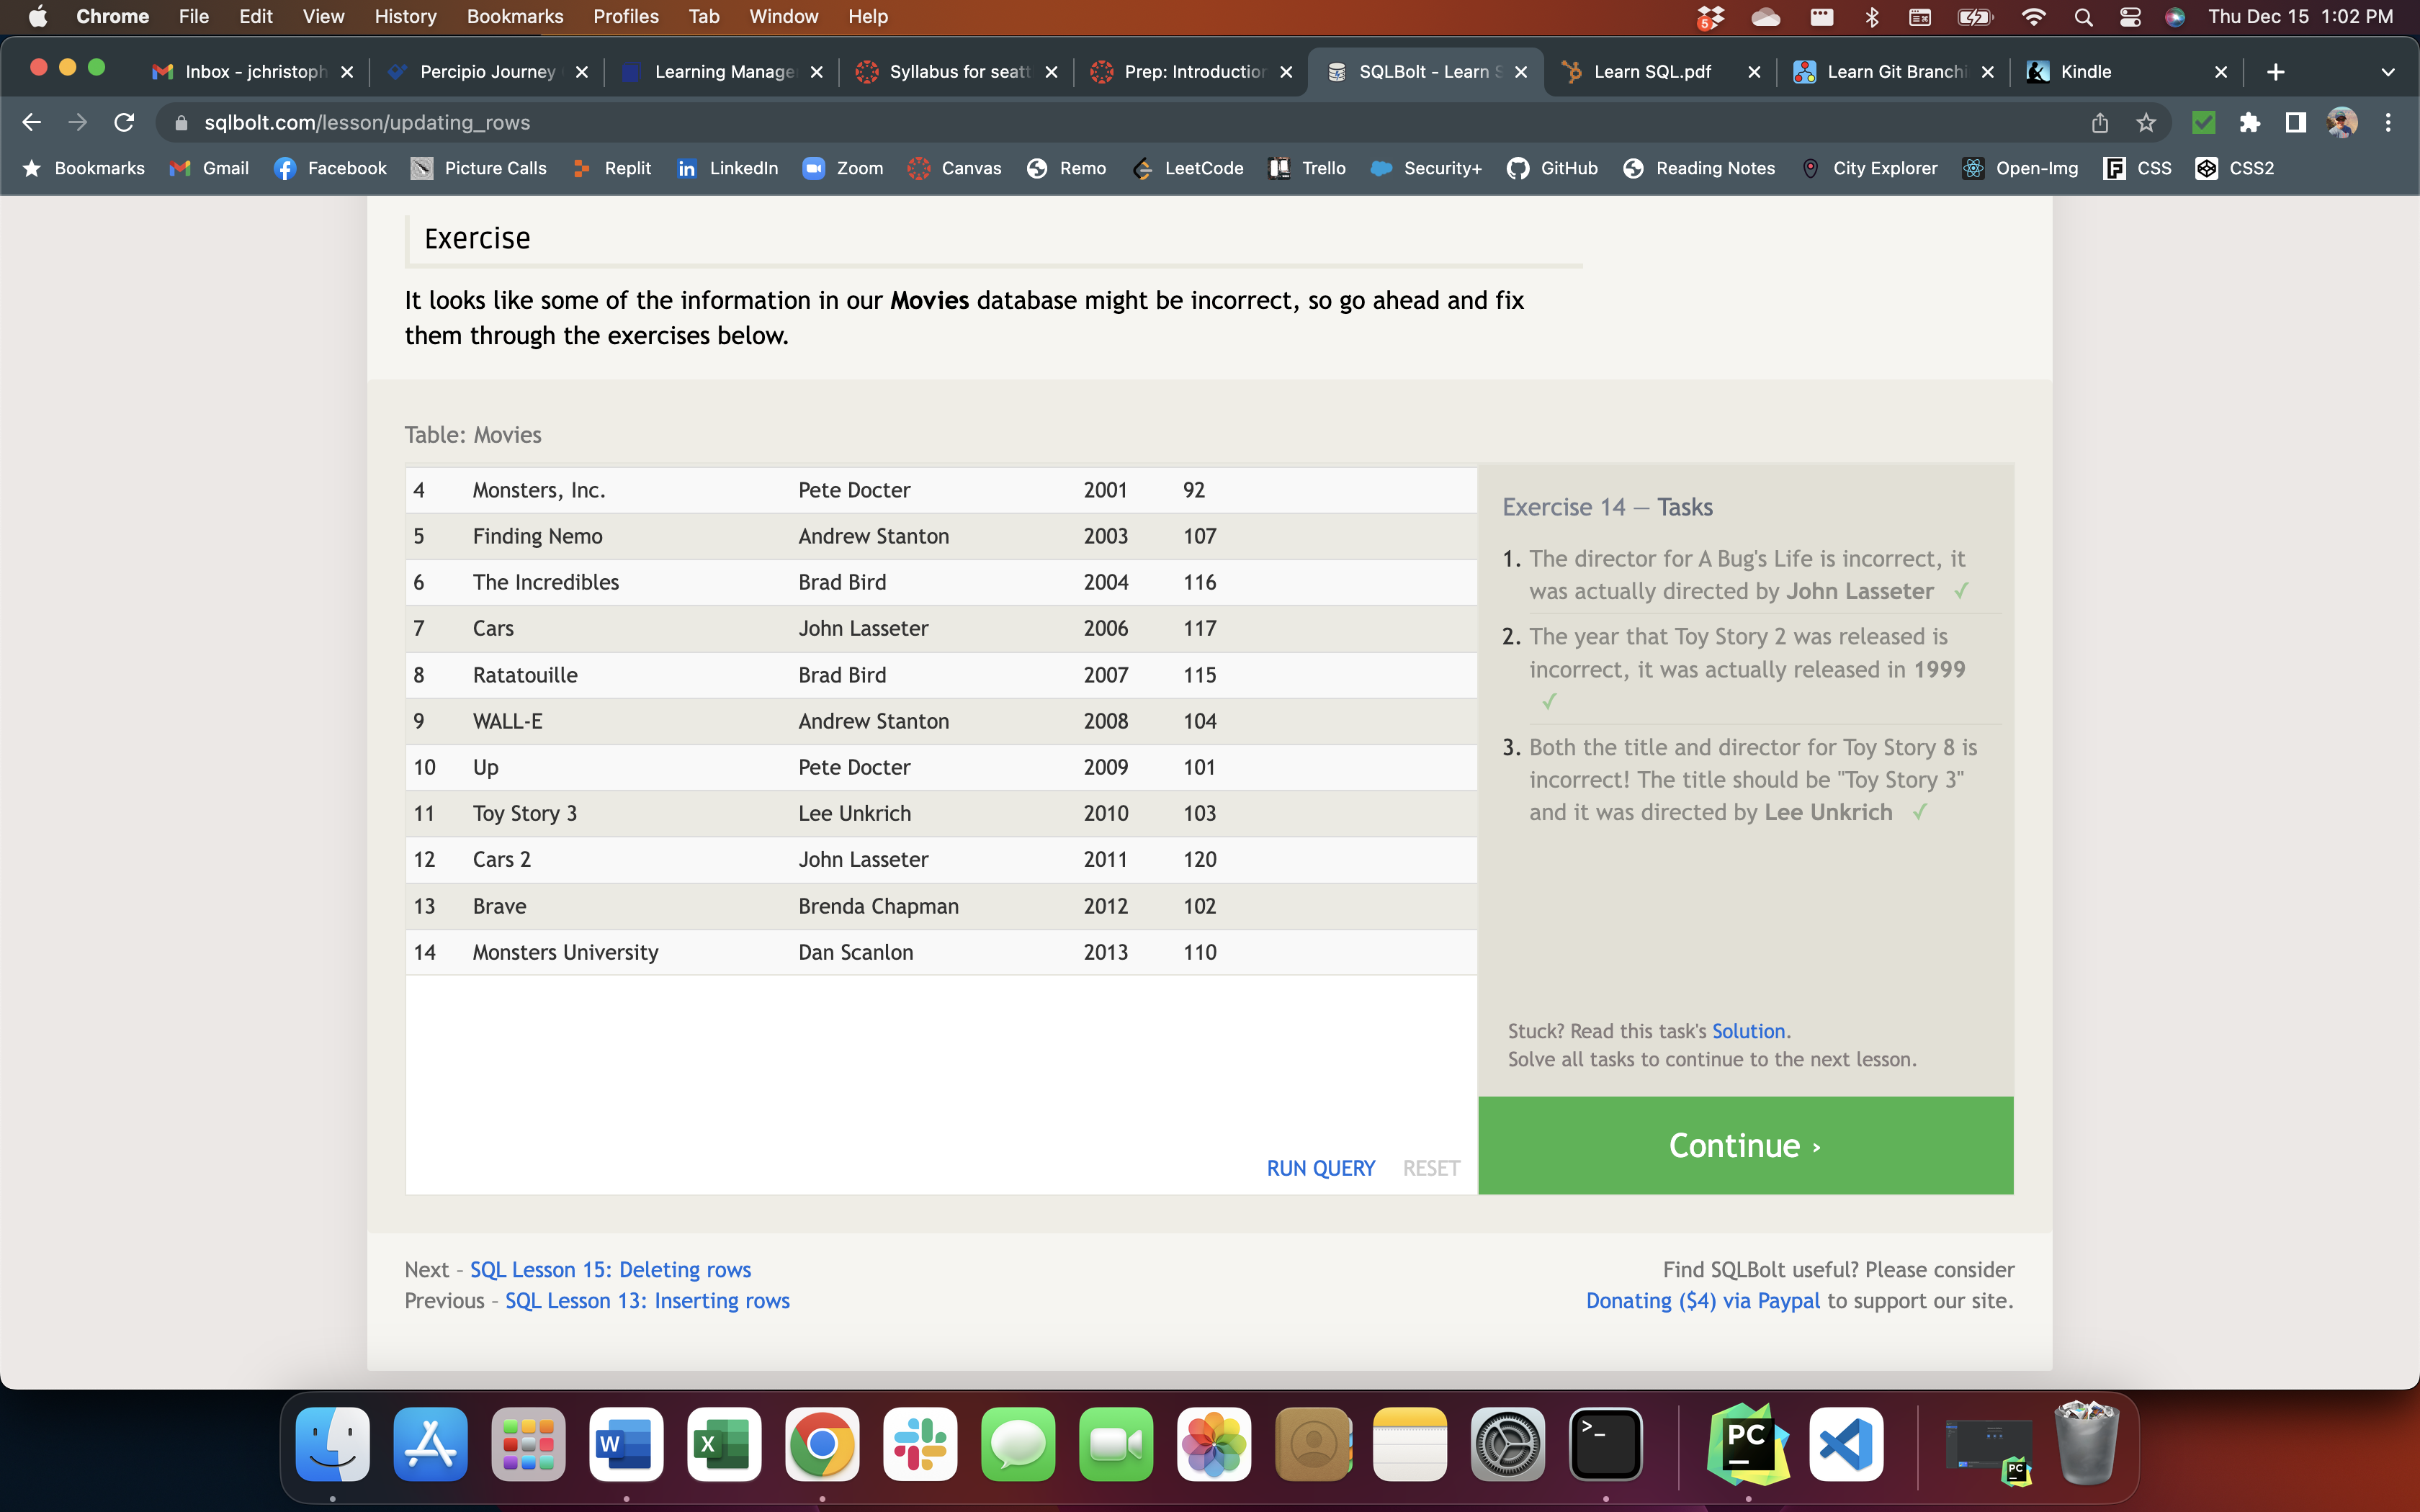 Chrome File Edit View History Bookmarks Profiles Tab Window Help 5 Thu Dec 15 1:02 PM
Inbox - jchristoph Percipio Journey Learning Manage Syllabus for seatt Prep: Introduction SQLBolt - Learn S Learn SQL.pdf Learn Git Branchi Kindle
sqlbolt.com/lesson/updating_rows
Bookmarks Gmail Facebook Picture Calls Replit LinkedIn Zoom Canvas Remo LeetCode Trello Security+ GitHub Reading Notes City Explorer Open-Img CSS CSS2
Exercise
It looks like some of the information in our Movies database might be incorrect, so go ahead and fix
them through the exercises below.
Table: Movies
4 Monsters, Inc. Pete Docter 2001 92
5 Finding Nemo Andrew Stanton 2003 107
6 The Incredibles Brad Bird 2004 116
7 Cars John Lasseter 2006 117
8 Ratatouille Brad Bird 2007 115
9 WALL-E Andrew Stanton 2008 104
10 Up Pete Docter 2009 101
11 Toy Story 3 Lee Unkrich 2010 103
12 Cars 2 John Lasseter 2011 120
13 Brave Brenda Chapman 2012 102
14 Monsters University Dan Scanlon 2013 110
RUN QUERY RESET
Exercise 14 — Tasks
1. The director for A Bug's Life is incorrect, it
was actually directed by John Lasseter ✓
2. The year that Toy Story 2 was released is
incorrect, it was actually released in 1999
✓
3. Both the title and director for Toy Story 8 is
incorrect! The title should be "Toy Story 3"
and it was directed by Lee Unkrich ✓
Stuck? Read this task's Solution.
Solve all tasks to continue to the next lesson.
Continue ›
Next – SQL Lesson 15: Deleting rows
Previous – SQL Lesson 13: Inserting rows
Find SQLBolt useful? Please consider
Donating ($4) via Paypal to support our site.
W X >_ PC PC